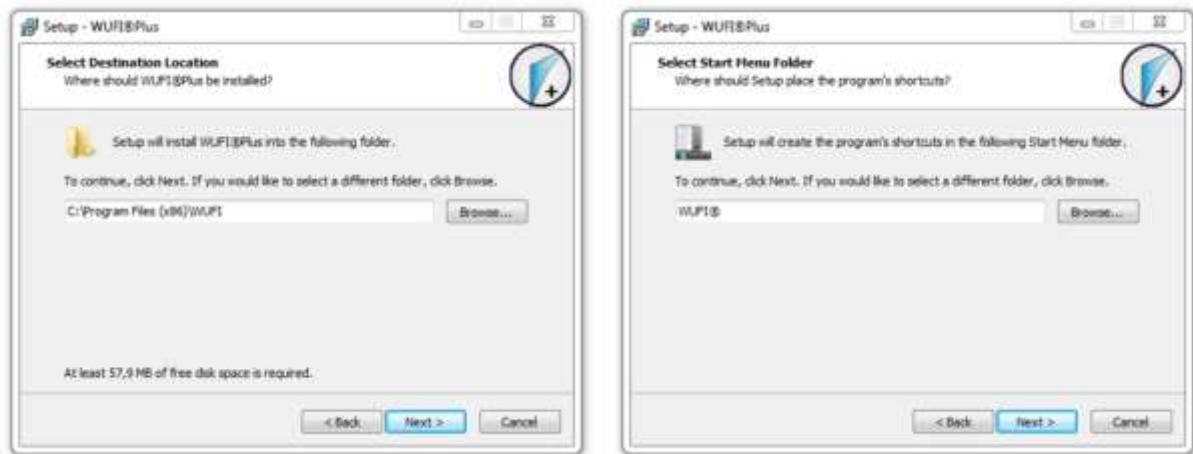 Setup - WUFI®Plus
Select Destination Location
Where should WUFI®Plus be installed?
Setup will install WUFI®Plus into the following folder.
To continue, click Next. If you would like to select a different folder, click Browse.
C:\Program Files (x86)\WUFI
Browse...
At least 57,9 MB of free disk space is required.
< Back
Next >
Cancel
Setup - WUFI®Plus
Select Start Menu Folder
Where should Setup place the program's shortcuts?
Setup will create the program's shortcuts in the following Start Menu folder.
To continue, click Next. If you would like to select a different folder, click Browse.
WUFI®
Browse...
< Back
Next >
Cancel